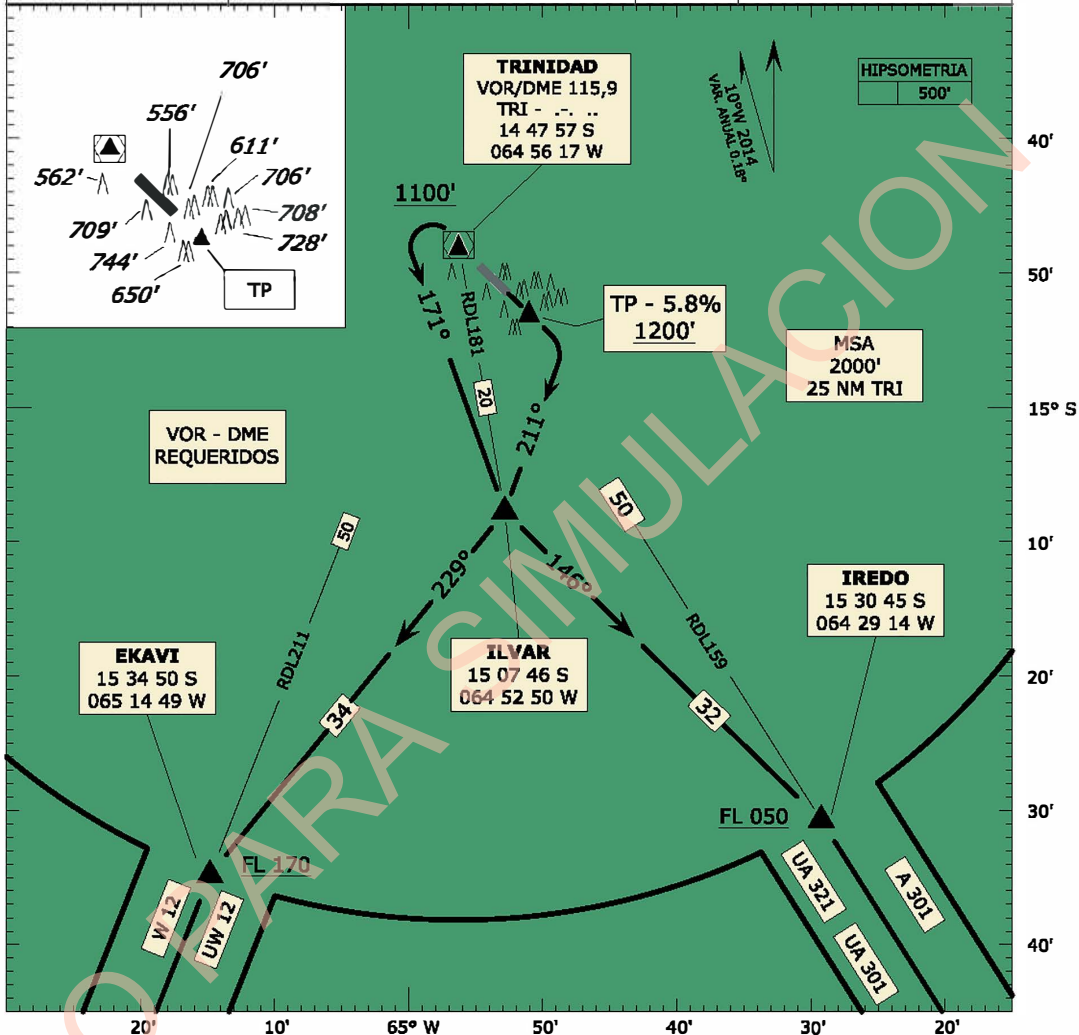 706'
556'
611'
562'
706'
709'
708'
728'
744'
650'
TP
TRINIDAD
VOR/DME 115,9
TRI - .-. ..
14 47 57 S
064 56 17 W
10°W 2014
VAR. ANUAL 0.18°
HIPSOMETRIA
500'
1100'
171°
RDL181
20
TP - 5.8%
1200'
MSA
2000'
25 NM TRI
211°
VOR - DME
REQUERIDOS
50
50
229°
146°
RDL211
RDL159
IREDO
15 30 45 S
064 29 14 W
EKAVI
15 34 50 S
065 14 49 W
ILVAR
15 07 46 S
064 52 50 W
34
32
FL 050
FL 170
W 12
UW 12
UA 321
A 301
UA 301
40'
50'
15° S
10'
20'
30'
40'
20'
10'
65° W
50'
40'
30'
20'
O PARA SIMULACION